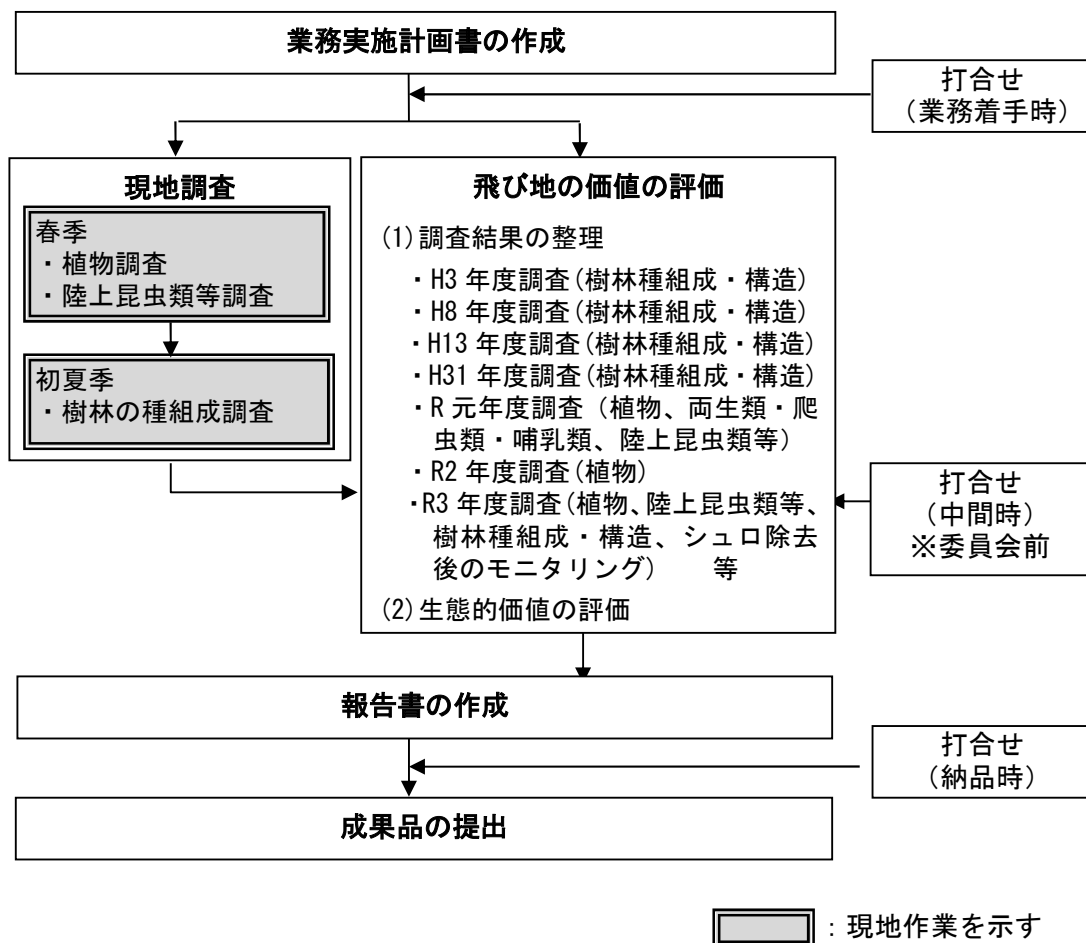 業務実施計画書の作成
打合せ
（業務着手時）
現地調査
春季
・植物調査
・陸上昆虫類等調査
初夏季
・樹林の種組成調査
飛び地の価値の評価
(1)調査結果の整理
・H3 年度調査(樹林種組成・構造)
・H8 年度調査(樹林種組成・構造)
・H13 年度調査(樹林種組成・構造)
・H31 年度調査(樹林種組成・構造)
・R 元年度調査（植物、両生類・爬
虫類・哺乳類、陸上昆虫類等）
・R2 年度調査(植物)
・R3 年度調査(植物、陸上昆虫類等、
樹林種組成・構造、シュロ除去
後のモニタリング） 等
(2)生態的価値の評価
打合せ
（中間時）
※委員会前
報告書の作成
打合せ
（納品時）
成果品の提出
：現地作業を示す